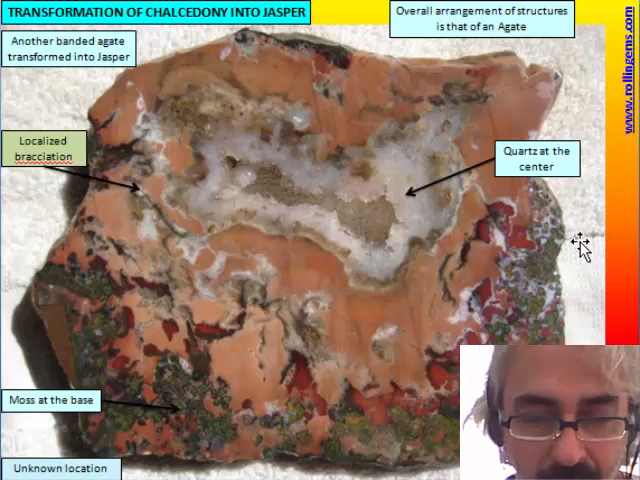 TRANSFORMATION OF CHALCEDONY INTO JASPER
Overall arrangement of structures
is that of an Agate
Another banded agate
transformed into Jasper
www.rollingems.com
Localized
bracciation
Quartz at the
center
Moss at the base
Unknown location